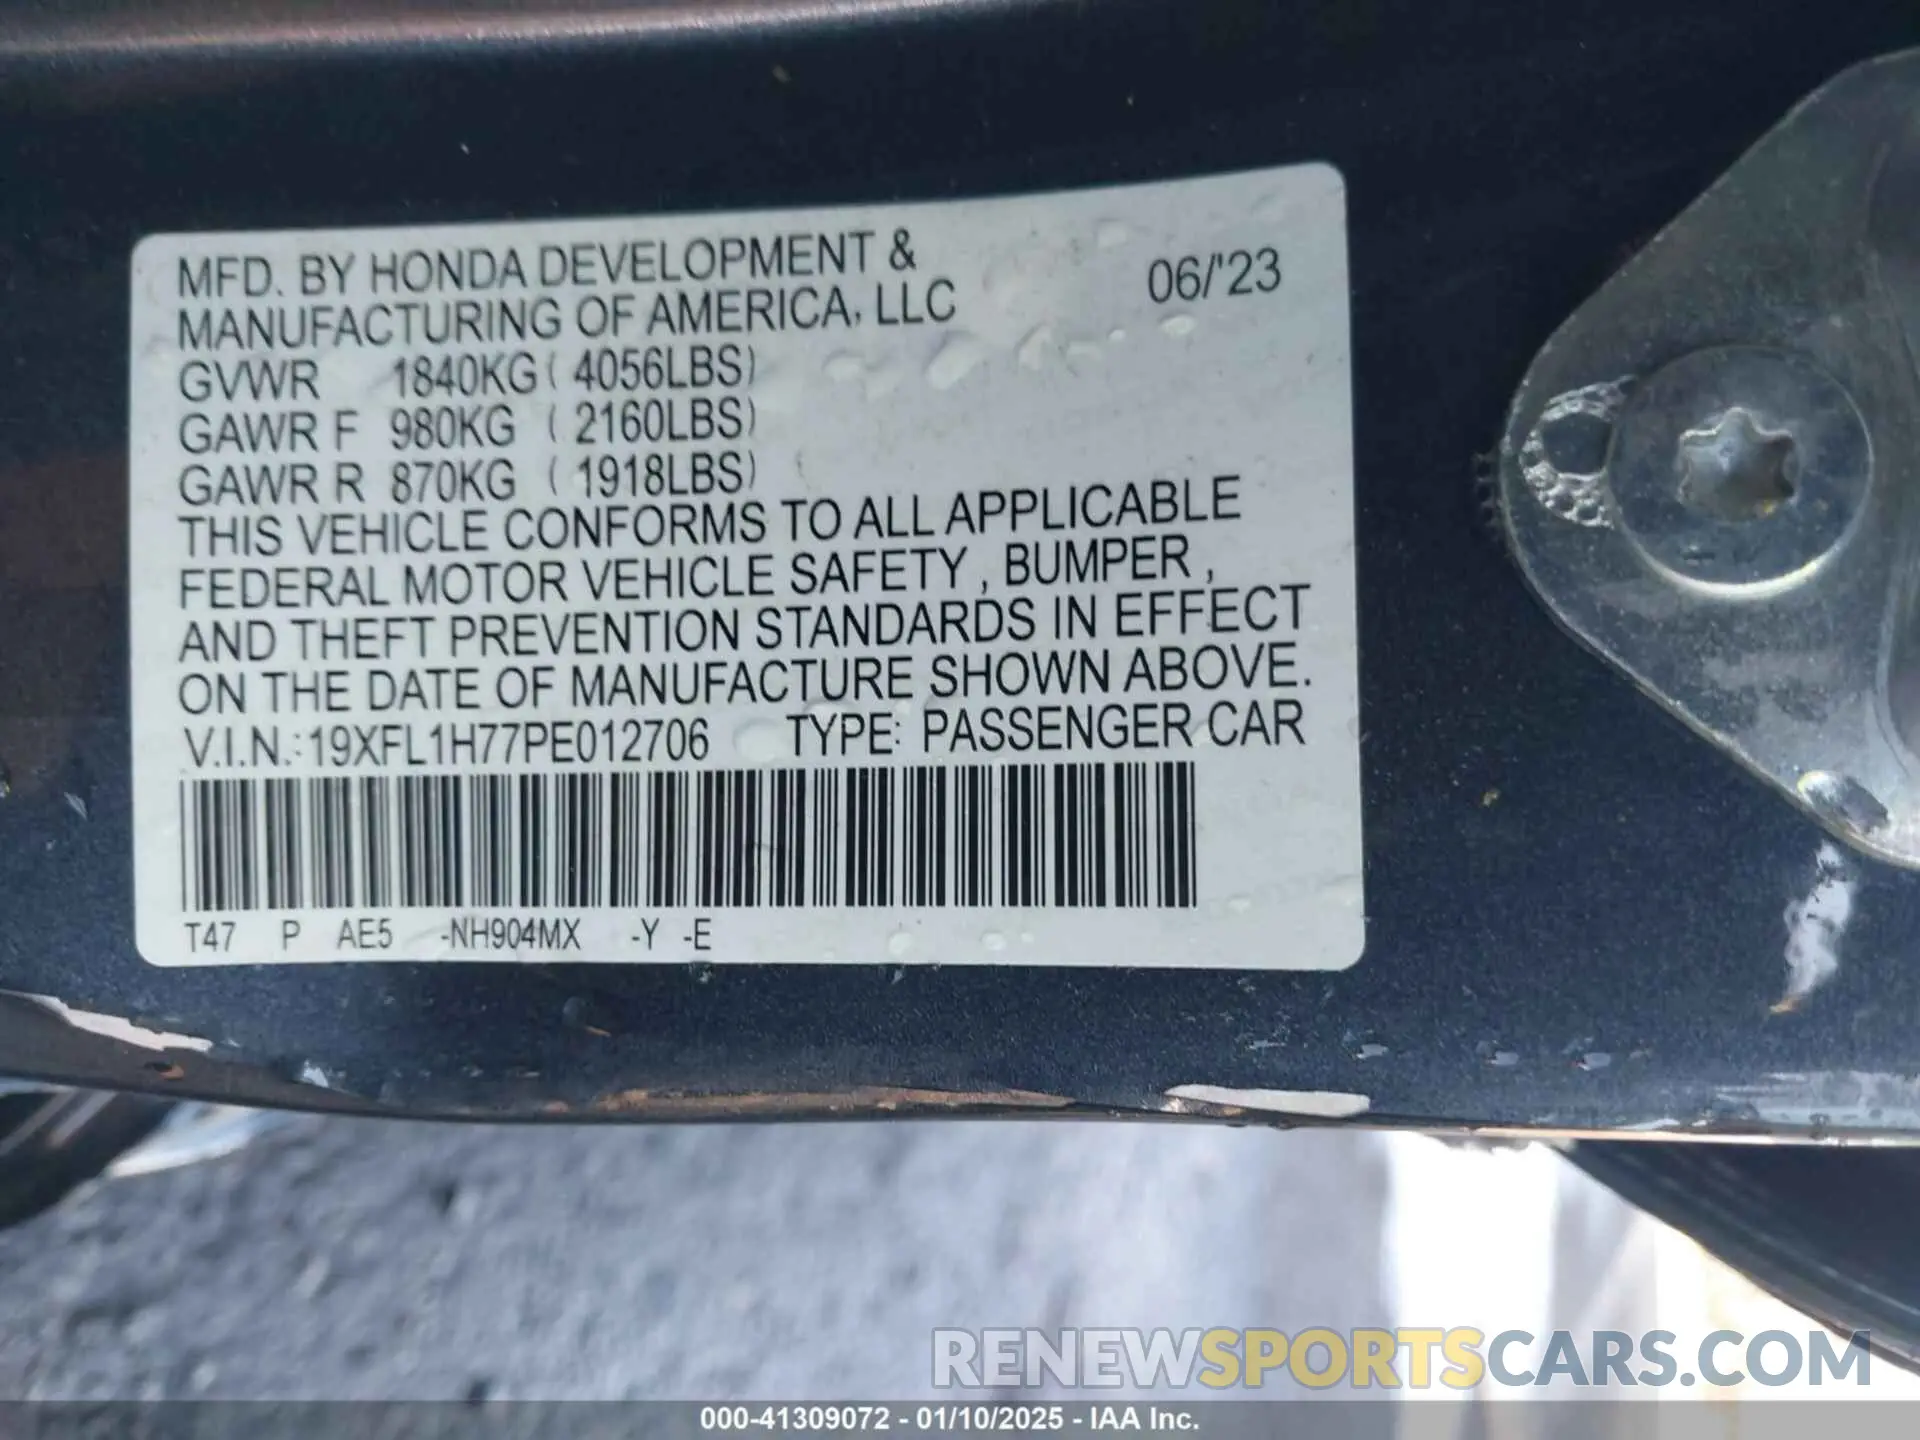 MFD. BY HONDA DEVELOPMENT &
MANUFACTURING OF AMERICA, LLC 06/'23
GVWR 1840KG ( 4056LBS)
GAWR F 980KG ( 2160LBS)
GAWR R 870KG ( 1918LBS)
THIS VEHICLE CONFORMS TO ALL APPLICABLE
FEDERAL MOTOR VEHICLE SAFETY , BUMPER ,
AND THEFT PREVENTION STANDARDS IN EFFECT
ON THE DATE OF MANUFACTURE SHOWN ABOVE.
V.I.N.:19XFL1H77PE012706 TYPE: PASSENGER CAR
T47 P AE5 -NH904MX -Y -E
RENEWSPORTSCARS.COM
000-41309072 - 01/10/2025 - IAA Inc.